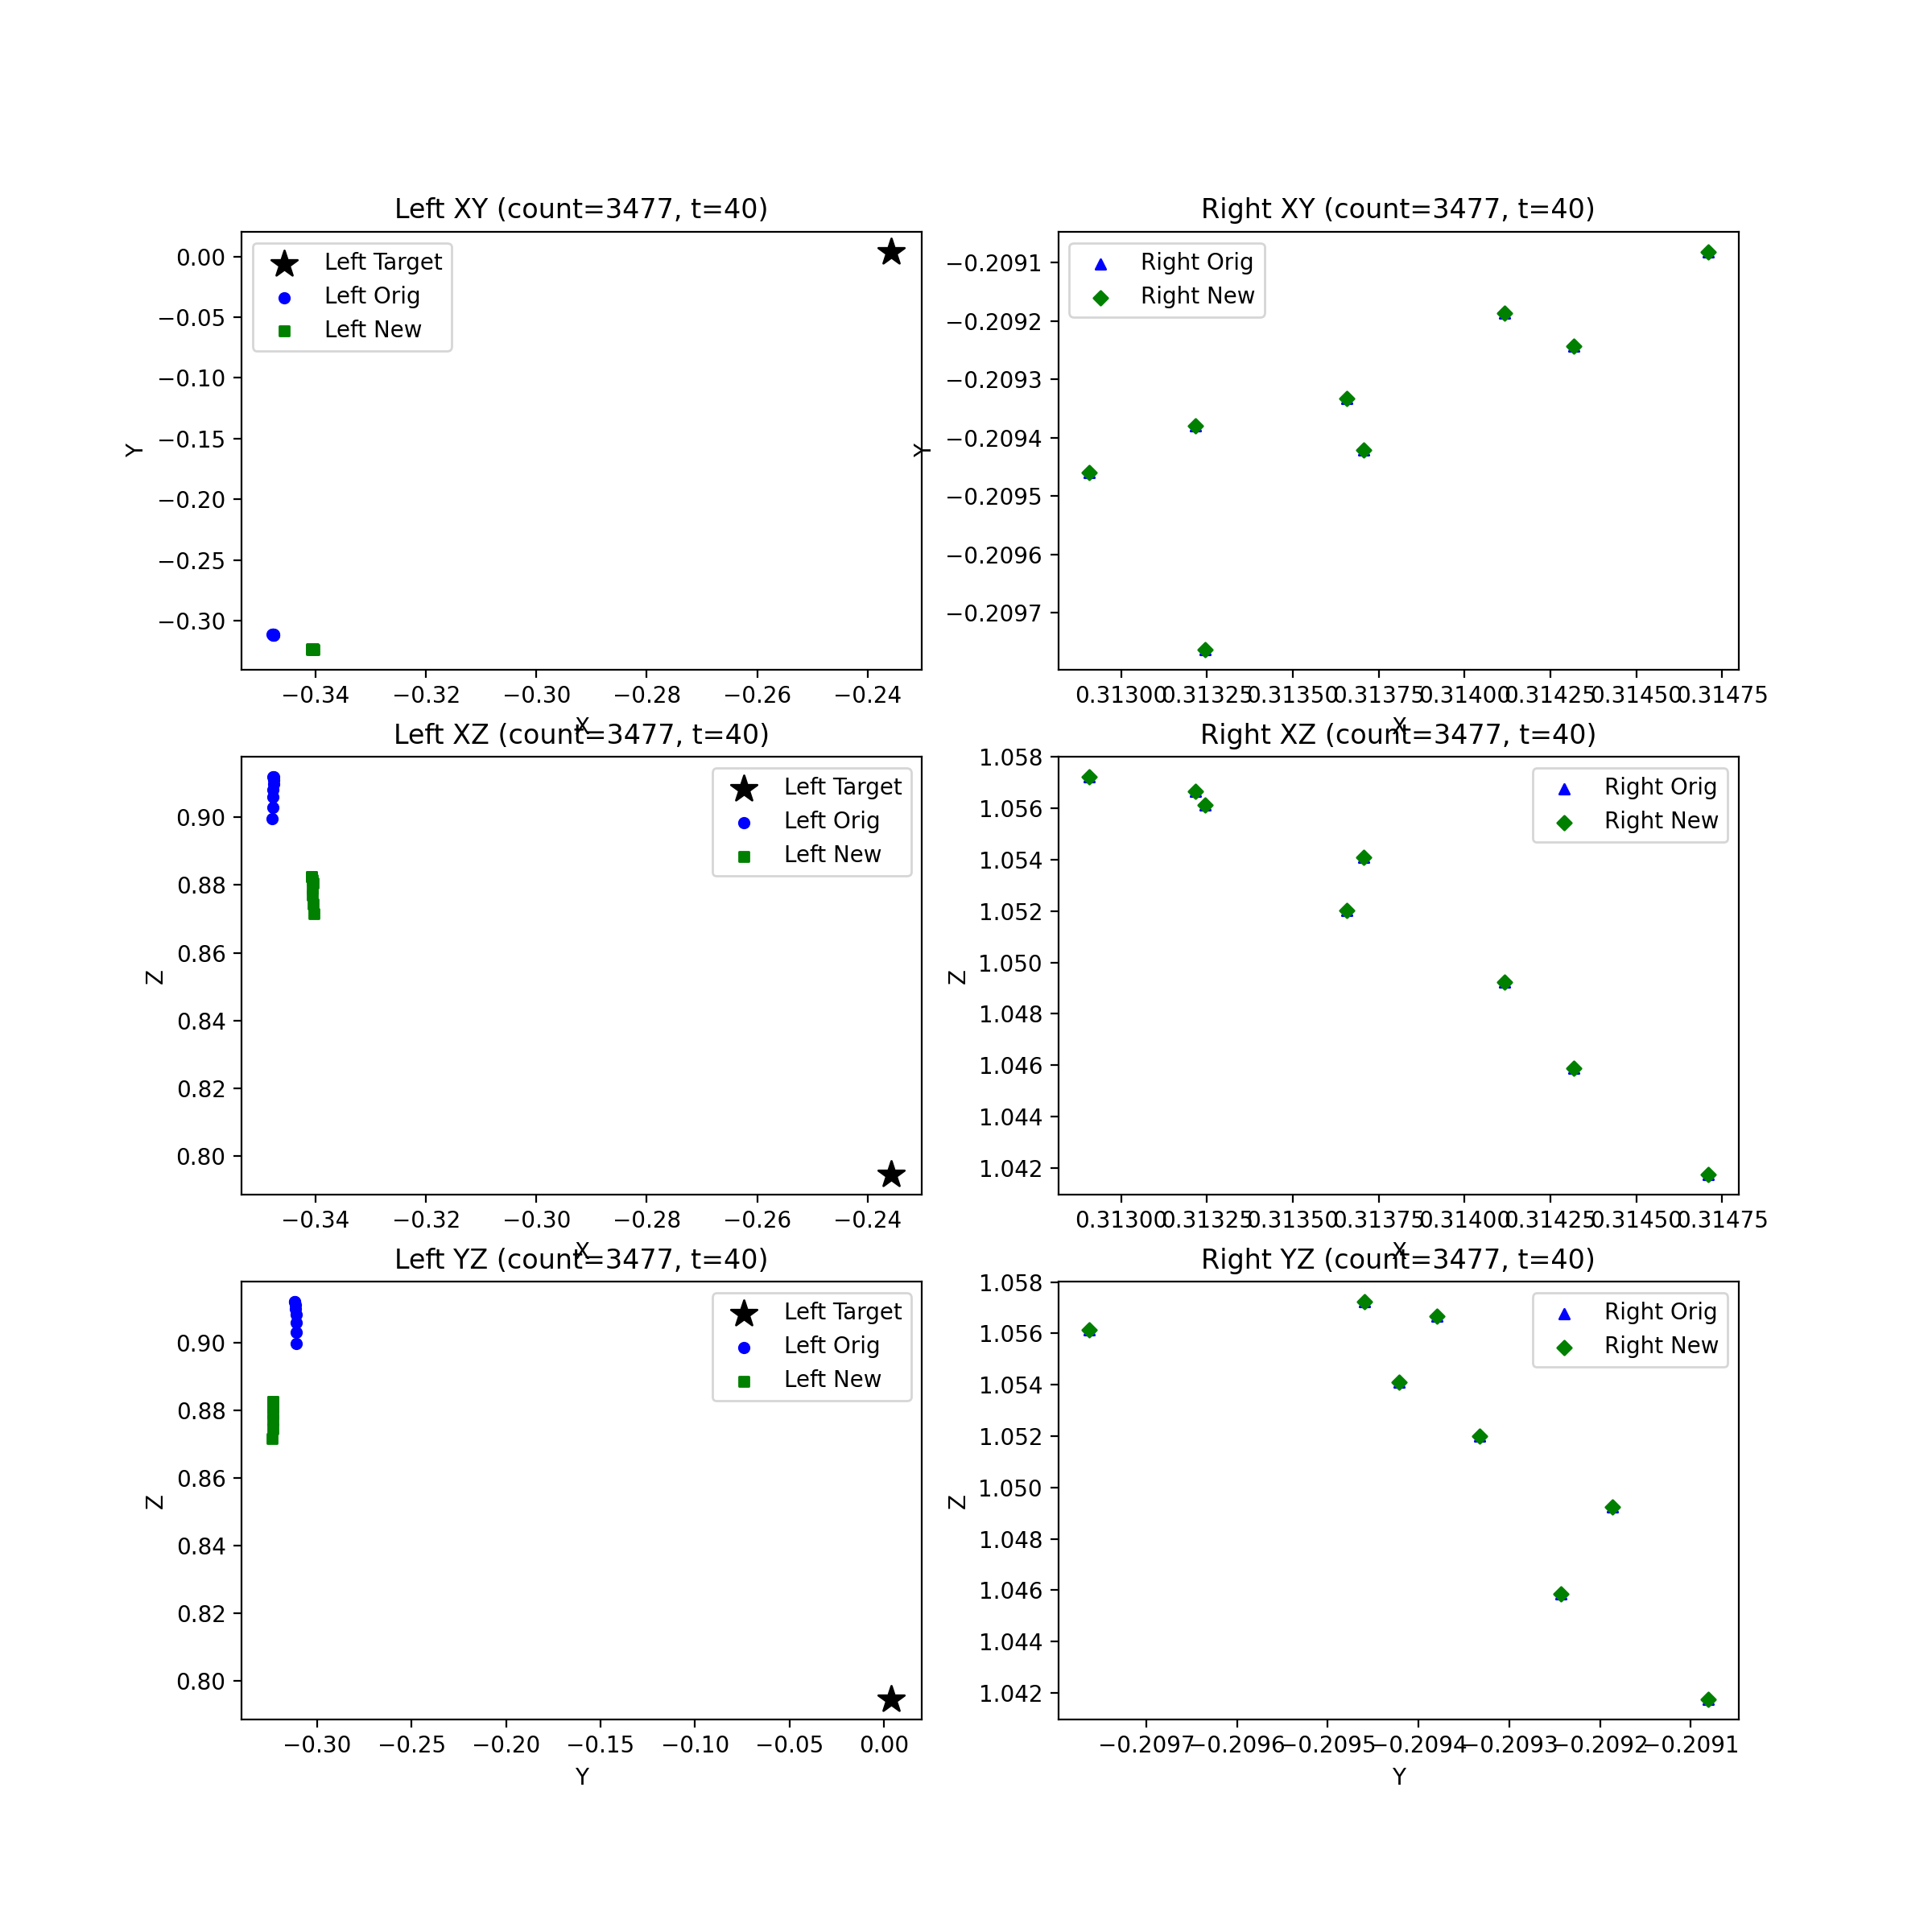 Left XY (count=3477, t=40)
Right XY (count=3477, t=40)
0.00
−0.05
−0.10
−0.15
−0.20
−0.25
−0.30
Y
Left Target
Left Orig
Left New
−0.34
−0.32
−0.30
−0.28
−0.26
−0.24
X
−0.2091
−0.2092
−0.2093
−0.2094
−0.2095
−0.2096
−0.2097
Y
Right Orig
Right New
0.31300
0.31325
0.31350
0.31375
0.31400
0.31425
0.31450
0.31475
X
Left XZ (count=3477, t=40)
Right XZ (count=3477, t=40)
0.90
0.88
0.86
0.84
0.82
0.80
Z
Left Target
Left Orig
Left New
−0.34
−0.32
−0.30
−0.28
−0.26
−0.24
X
1.058
1.056
1.054
1.052
1.050
1.048
1.046
1.044
1.042
Z
Right Orig
Right New
0.31300
0.31325
0.31350
0.31375
0.31400
0.31425
0.31450
0.31475
X
Left YZ (count=3477, t=40)
Right YZ (count=3477, t=40)
0.90
0.88
0.86
0.84
0.82
0.80
Z
Left Target
Left Orig
Left New
−0.30
−0.25
−0.20
−0.15
−0.10
−0.05
0.00
Y
1.058
1.056
1.054
1.052
1.050
1.048
1.046
1.044
1.042
Z
Right Orig
Right New
−0.2097
−0.2096
−0.2095
−0.2094
−0.2093
−0.2092
−0.2091
Y